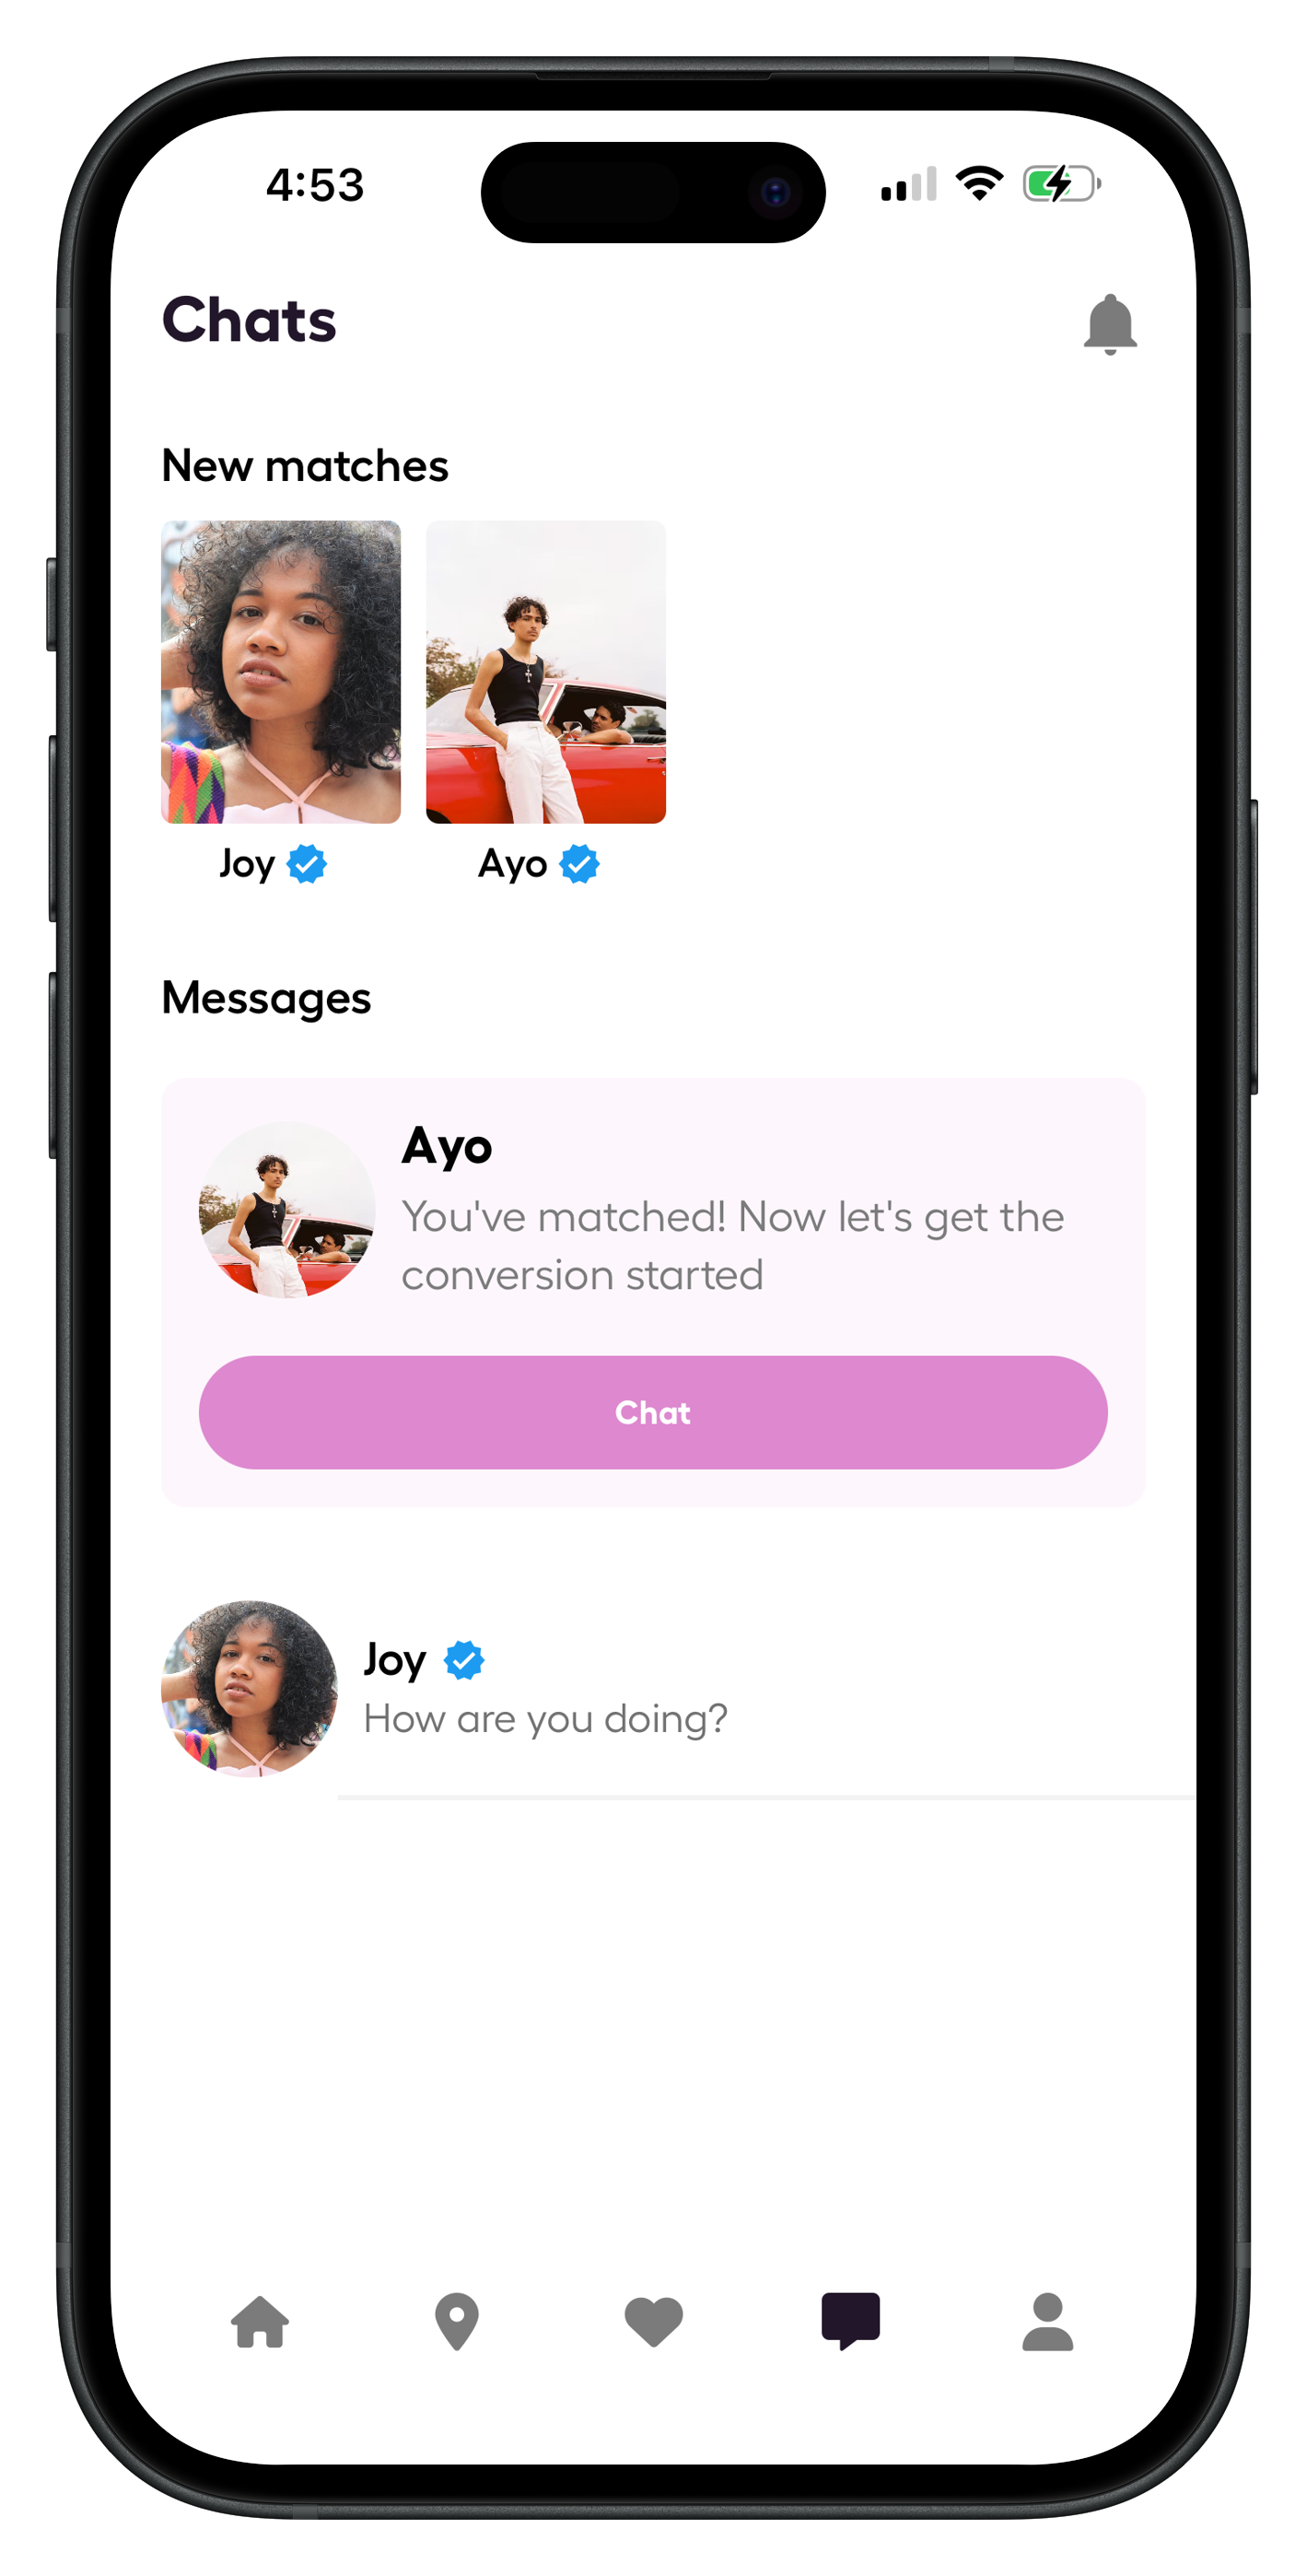 4:53
Chats
New matches
Joy
Ayo
Messages
Ayo
You've matched! Now let's get the
conversion started
Chat
Joy
How are you doing?